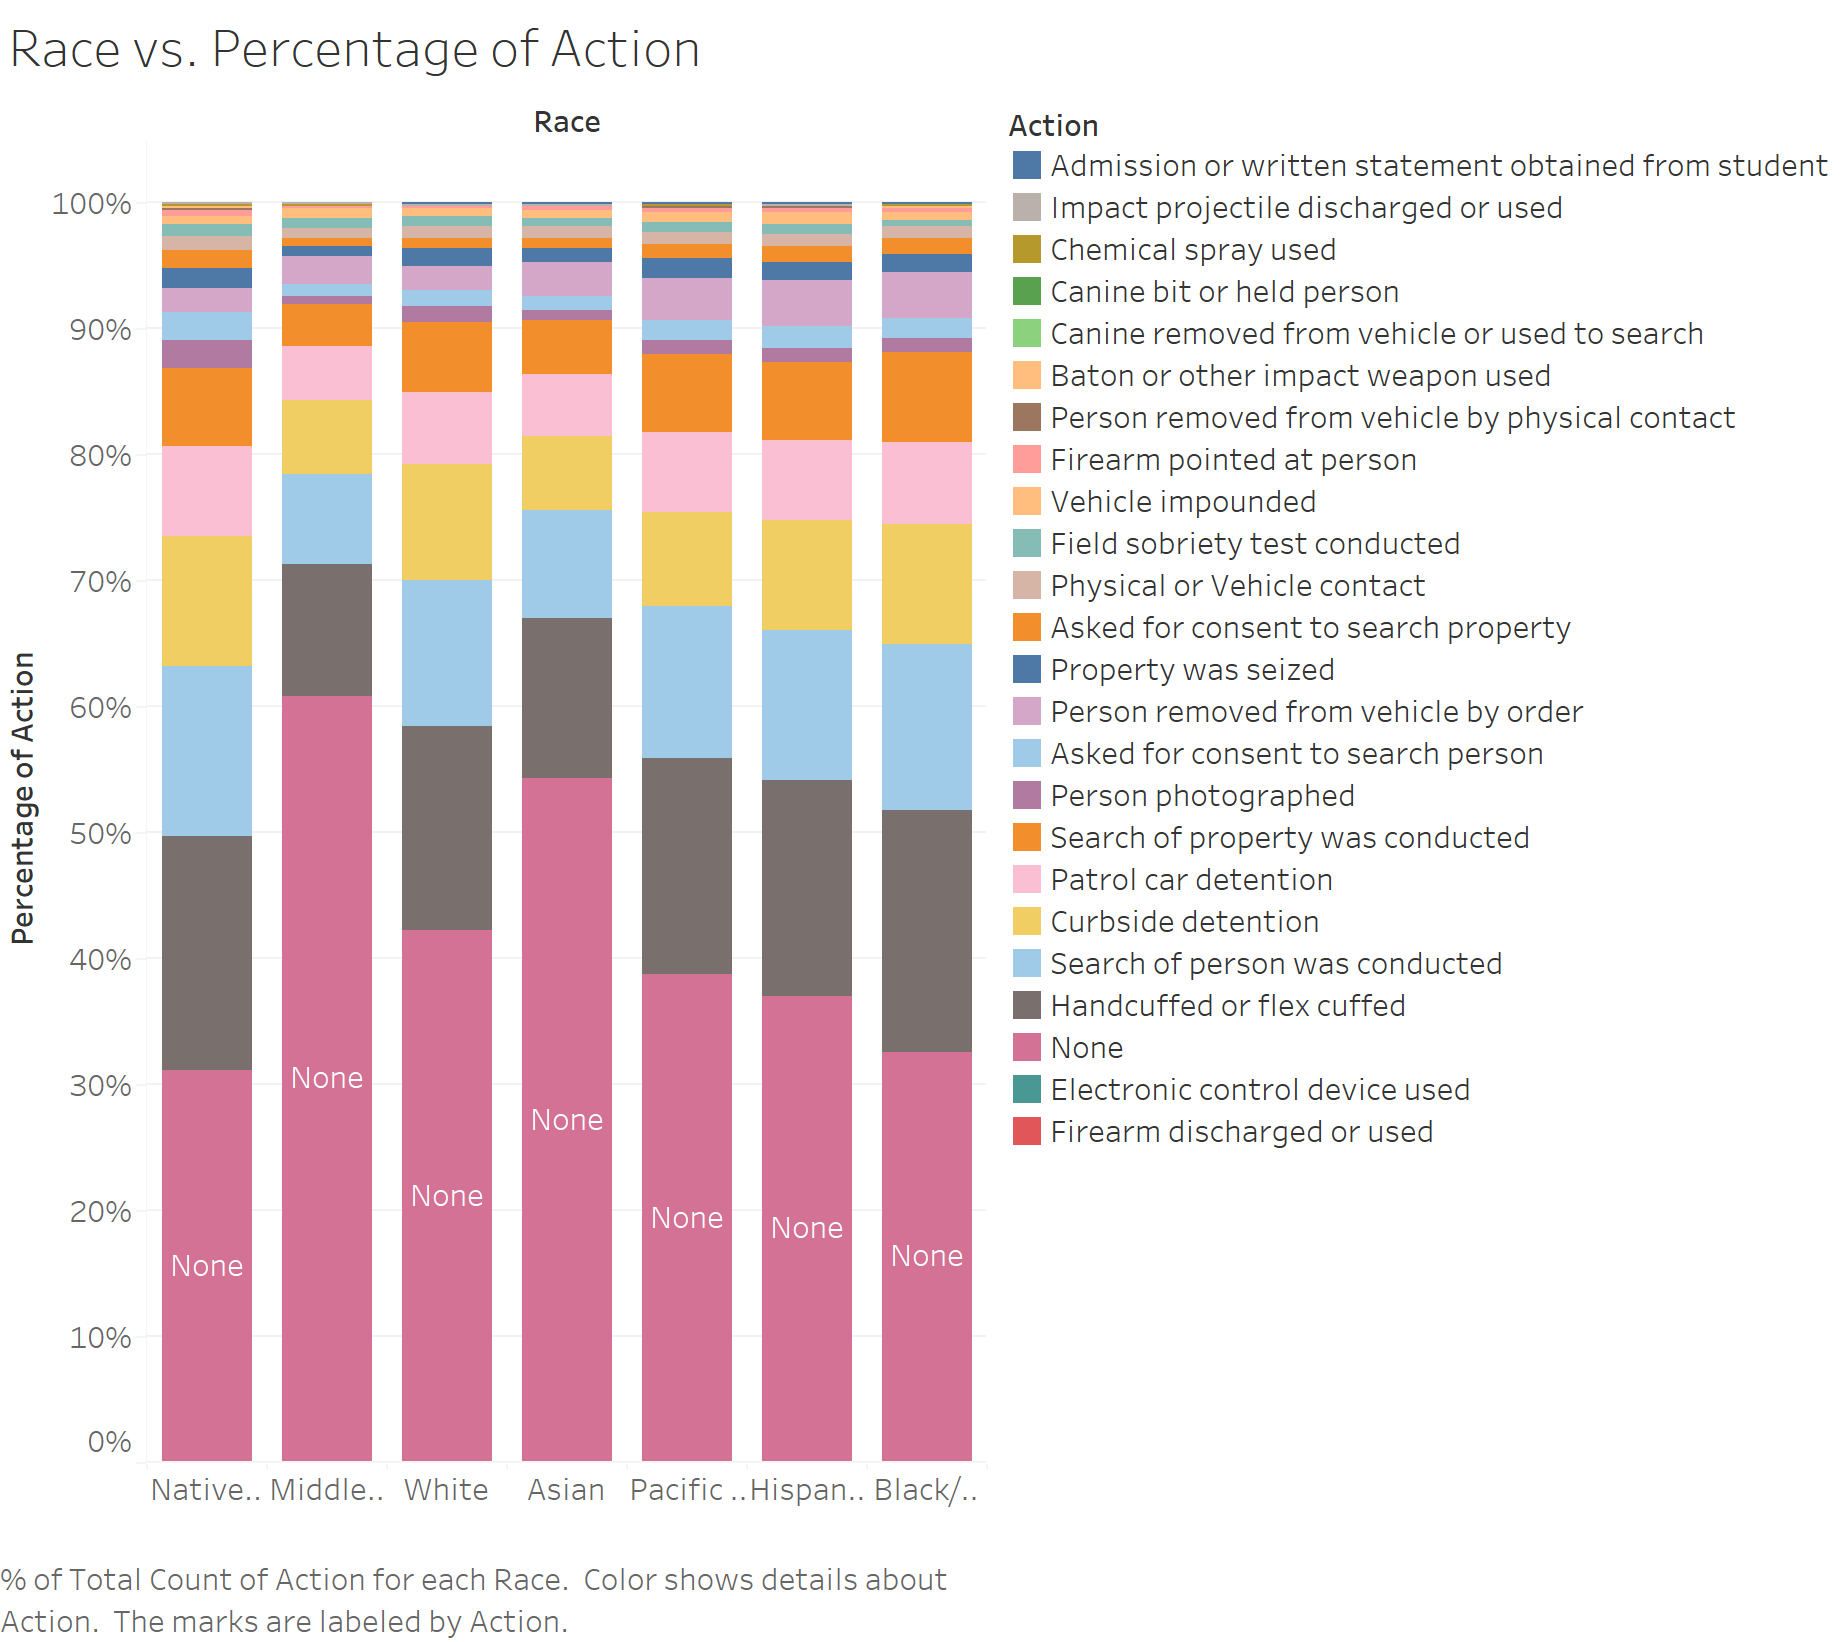 Race vs. Percentage of Action
Race
Percentage of Action
100%
90%
80%
70%
60%
50%
40%
30%
20%
10%
0%
None
None
None
None
None
None
None
Native..
Middle..
White
Asian
Pacific ..
Hispan..
Black/..
Action
Admission or written statement obtained from student
Impact projectile discharged or used
Chemical spray used
Canine bit or held person
Canine removed from vehicle or used to search
Baton or other impact weapon used
Person removed from vehicle by physical contact
Firearm pointed at person
Vehicle impounded
Field sobriety test conducted
Physical or Vehicle contact
Asked for consent to search property
Property was seized
Person removed from vehicle by order
Asked for consent to search person
Person photographed
Search of property was conducted
Patrol car detention
Curbside detention
Search of person was conducted
Handcuffed or flex cuffed
None
Electronic control device used
Firearm discharged or used
% of Total Count of Action for each Race.  Color shows details about
Action.  The marks are labeled by Action.